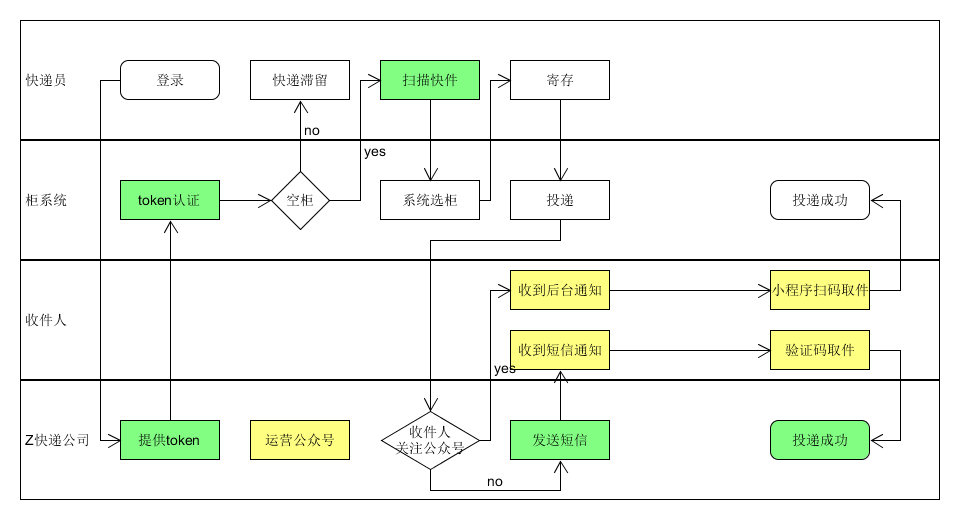 快递员
登录
快递滞留
扫描快件
寄存
no
yes
柜系统
token认证
空柜
系统选柜
投递
投递成功
收件人
收到后台通知
小程序扫码取件
收到短信通知
验证码取件
yes
Z快递公司
提供token
运营公众号
收件人
关注公众号
发送短信
投递成功
no